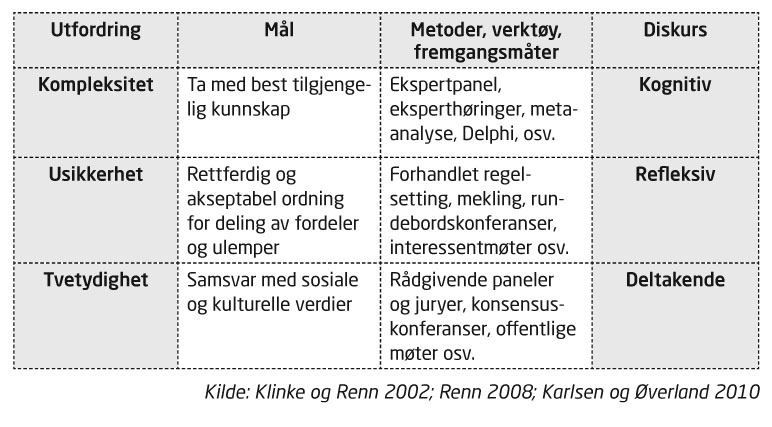 Utfordring
Mål
Metoder, verktøy,
fremgangsmåter
Diskurs
Kompleksitet
Ta med best tilgjenge-
lig kunnskap
Ekspertpanel,
eksperthøringer, meta-
analyse, Delphi, osv.
Kognitiv
Usikkerhet
Rettferdig og
akseptabel ordning
for deling av fordeler
og ulemper
Forhandlet regel-
setting, mekling, run-
debordskonferanser,
interessentmøter osv.
Refleksiv
Tvetydighet
Samsvar med sosiale
og kulturelle verdier
Rådgivende paneler
og juryer, konsensus-
konferanser, offentlige
møter osv.
Deltakende
Kilde: Klinke og Renn 2002; Renn 2008; Karlsen og Øverland 2010